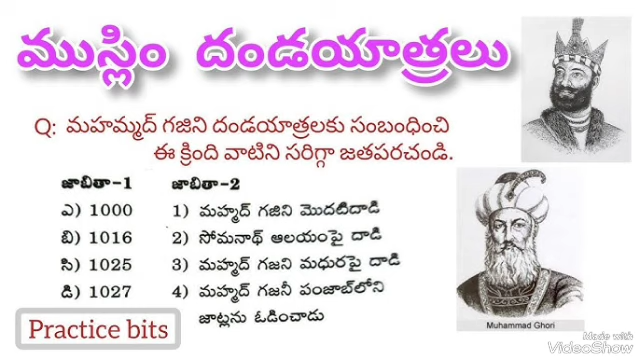 ముస్లిం దండయాత్రలు
Q: మహమ్మద్ గజిని దండయాత్రలకు సంబంధించి
ఈ క్రింది వాటిని సరిగ్గా జతపరచండి.
జాబితా-1 జాబితా-2
ఎ) 1000 1) మహ్మద్ గజిని మొదటిదాడి
బి) 1016 2) సోమనాథ్ ఆలయంపై దాడి
సి) 1025 3) మహ్మద్ గజని మధురపై దాడి
డి) 1027 4) మహ్మద్ గజనీ పంజాబ్‌లోని
జాట్లను ఓడించాడు
Practice bits
Muhammad Ghori
Made with
VideoShow